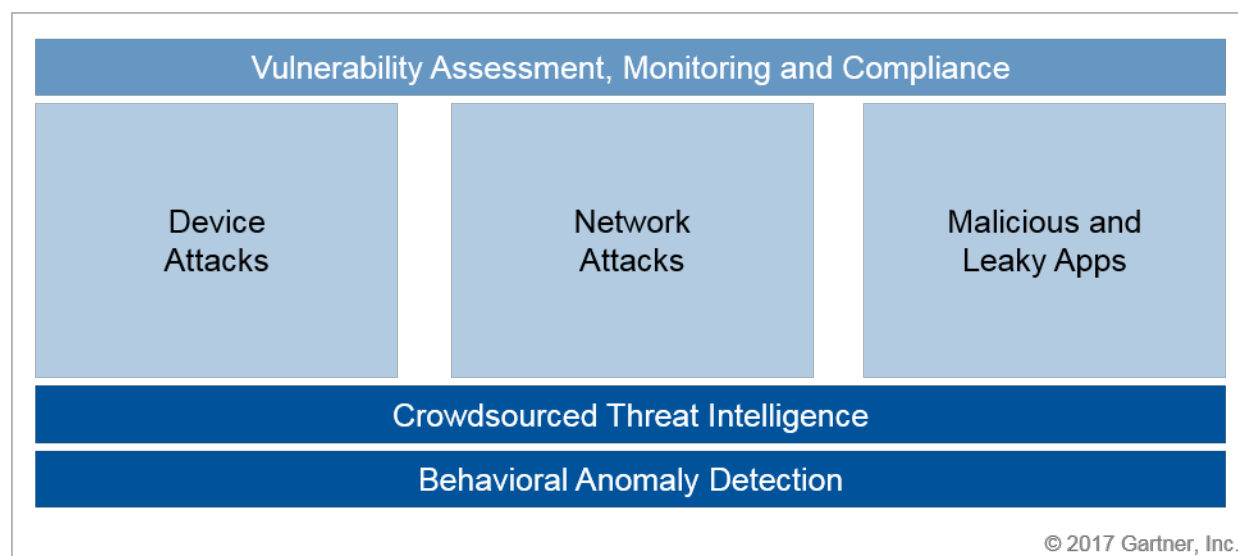 Vulnerability Assessment, Monitoring and Compliance
Device
Attacks
Network
Attacks
Malicious and
Leaky Apps
Crowdsourced Threat Intelligence
Behavioral Anomaly Detection
© 2017 Gartner, Inc.